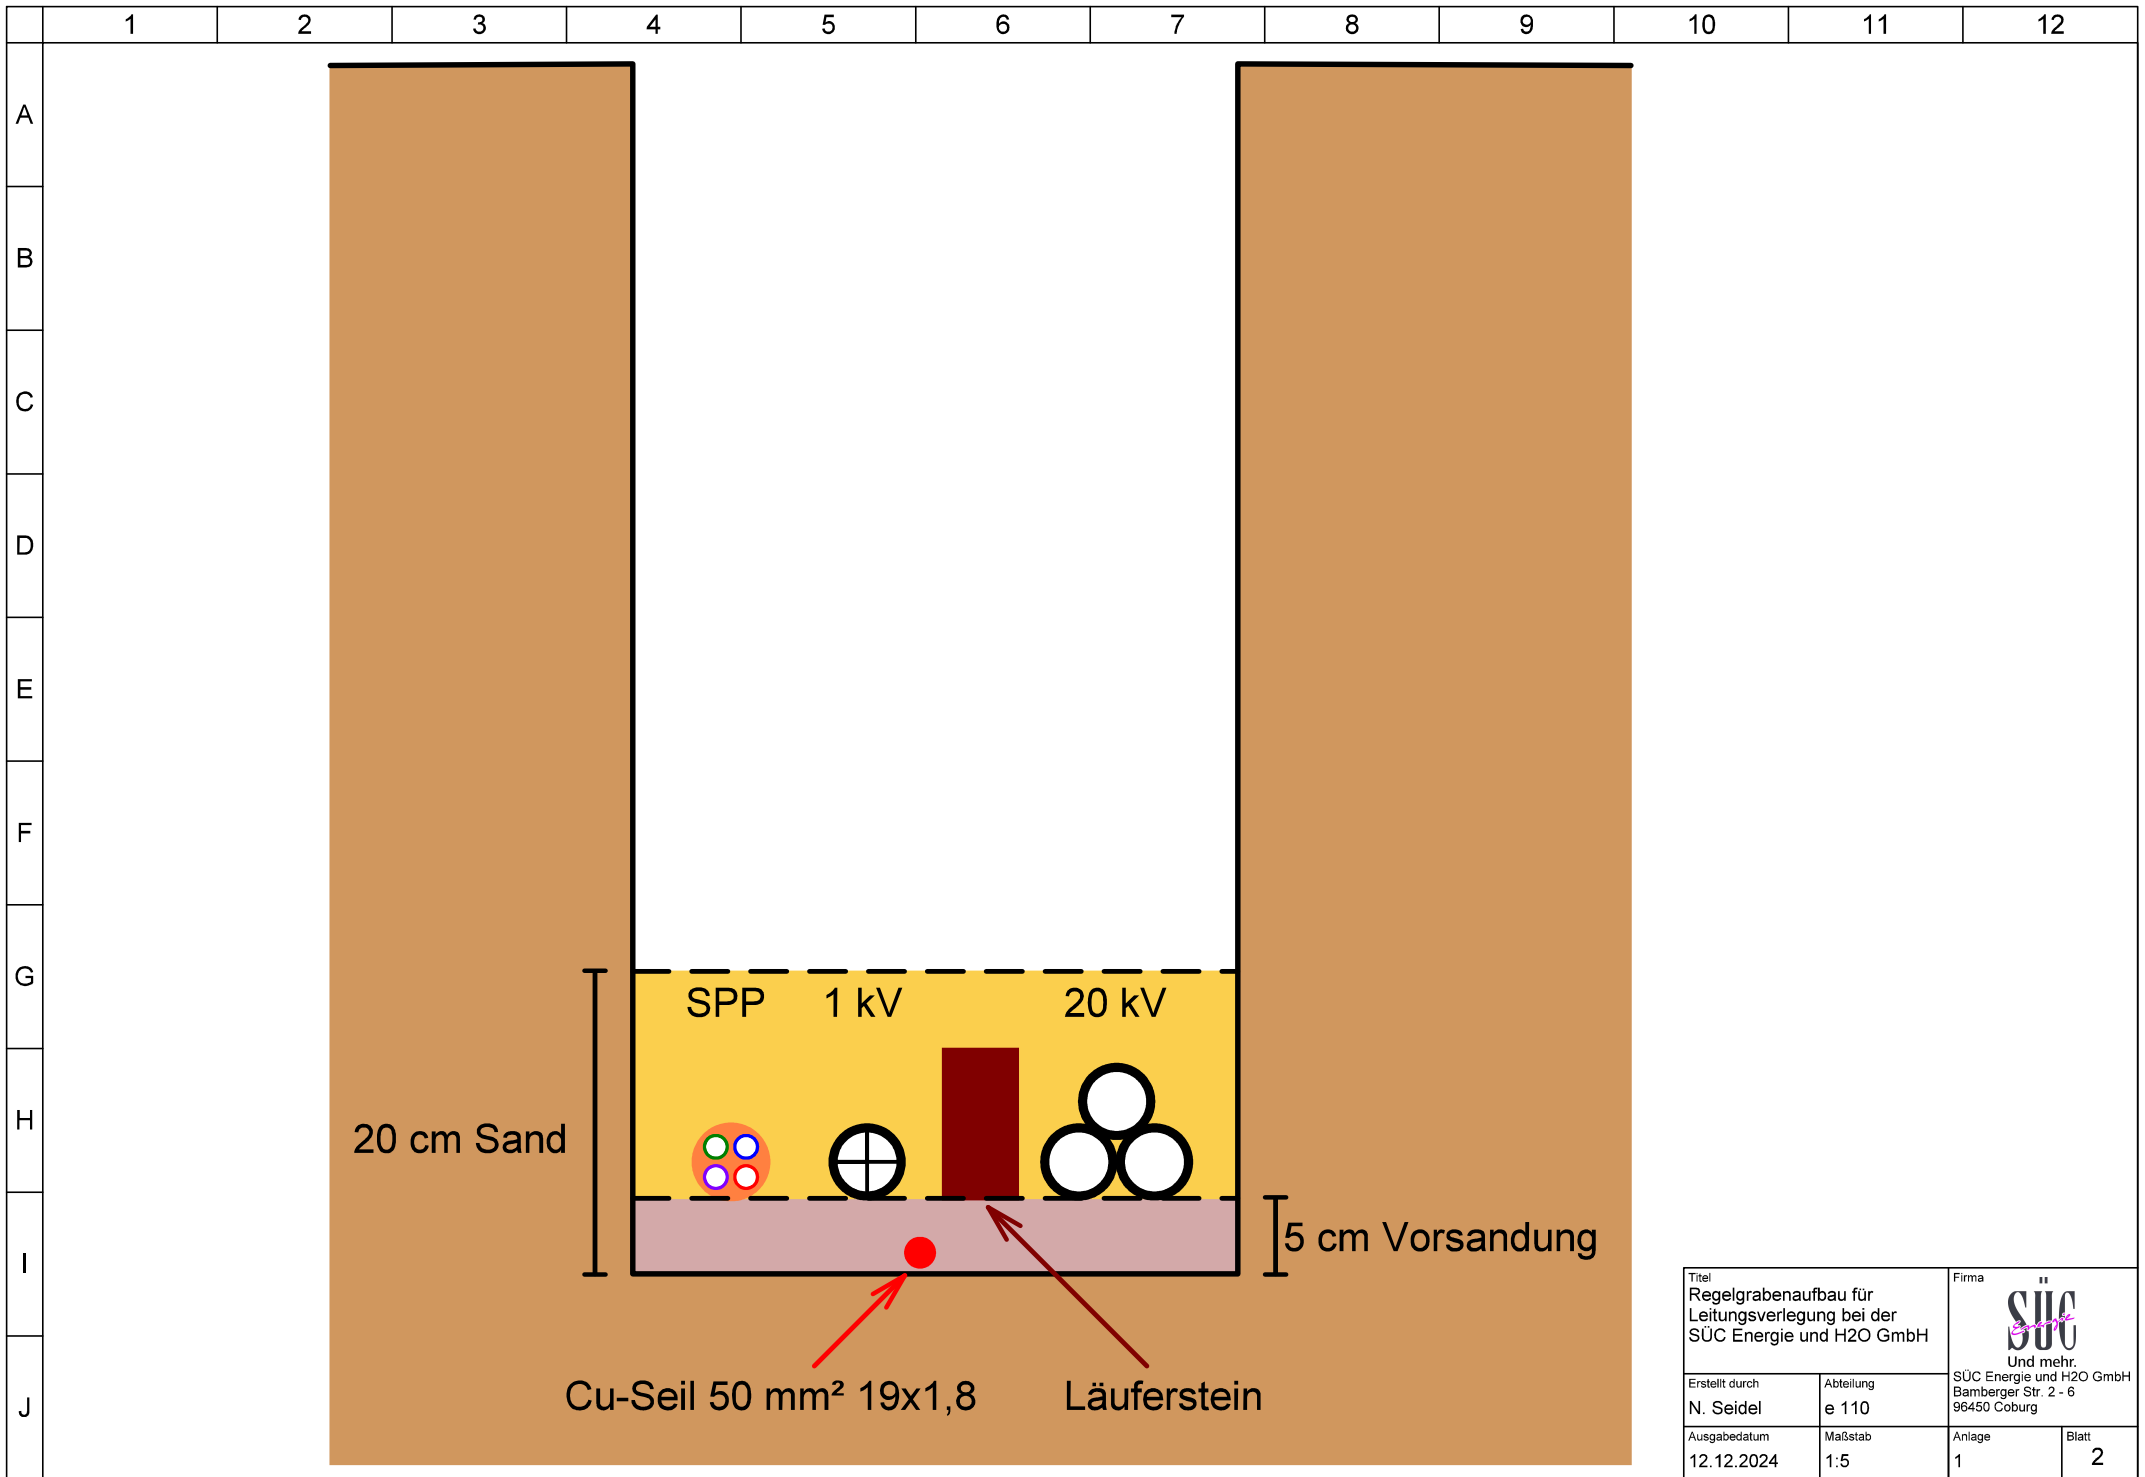 1 2 3 4 5 6 7 8 9 10 11 12
A
B
C
D
E
F
G
H
I
J
SPP 1 kV 20 kV
20 cm Sand
5 cm Vorsandung
Cu-Seil 50 mm² 19x1,8
Läuferstein
Titel
Regelgrabenaufbau für
Leitungsverlegung bei der
SÜC Energie und H2O GmbH
Firma
SÜC
Energie
Und mehr.
SÜC Energie und H2O GmbH
Bamberger Str. 2 - 6
96450 Coburg
Erstellt durch
N. Seidel
Abteilung
e 110
Ausgabedatum
12.12.2024
Maßstab
1:5
Anlage
1
Blatt
2